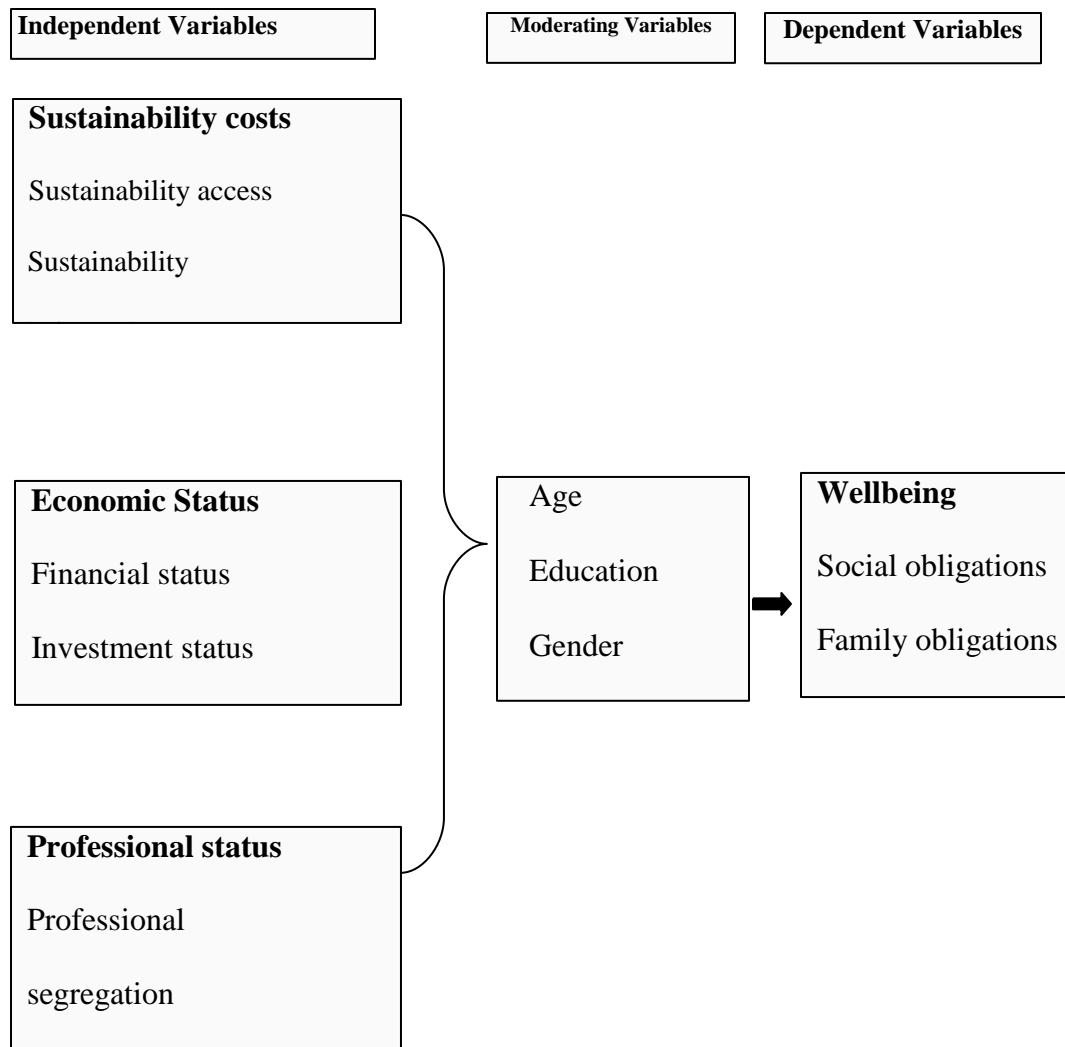 Independent Variables
Moderating Variables
Dependent Variables
Sustainability costs
Sustainability access
Sustainability
Economic Status
Financial status
Investment status
Age
Education
Gender
Wellbeing
Social obligations
Family obligations
Professional status
Professional
segregation